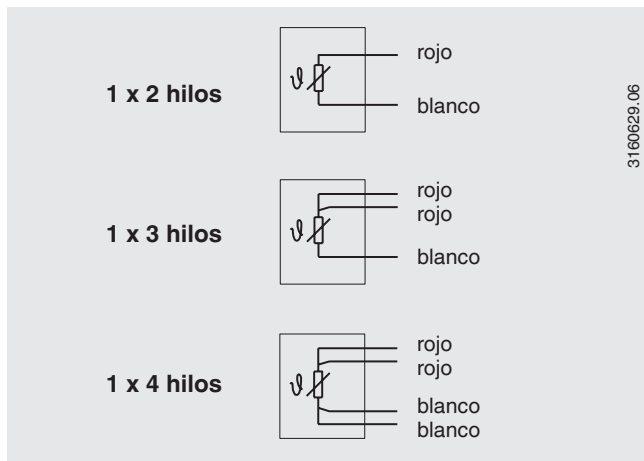 1 x 2 hilos
rojo
blanco
1 x 3 hilos
rojo
rojo
blanco
1 x 4 hilos
rojo
rojo
blanco
blanco
3160629.06
ϑ
ϑ
ϑ